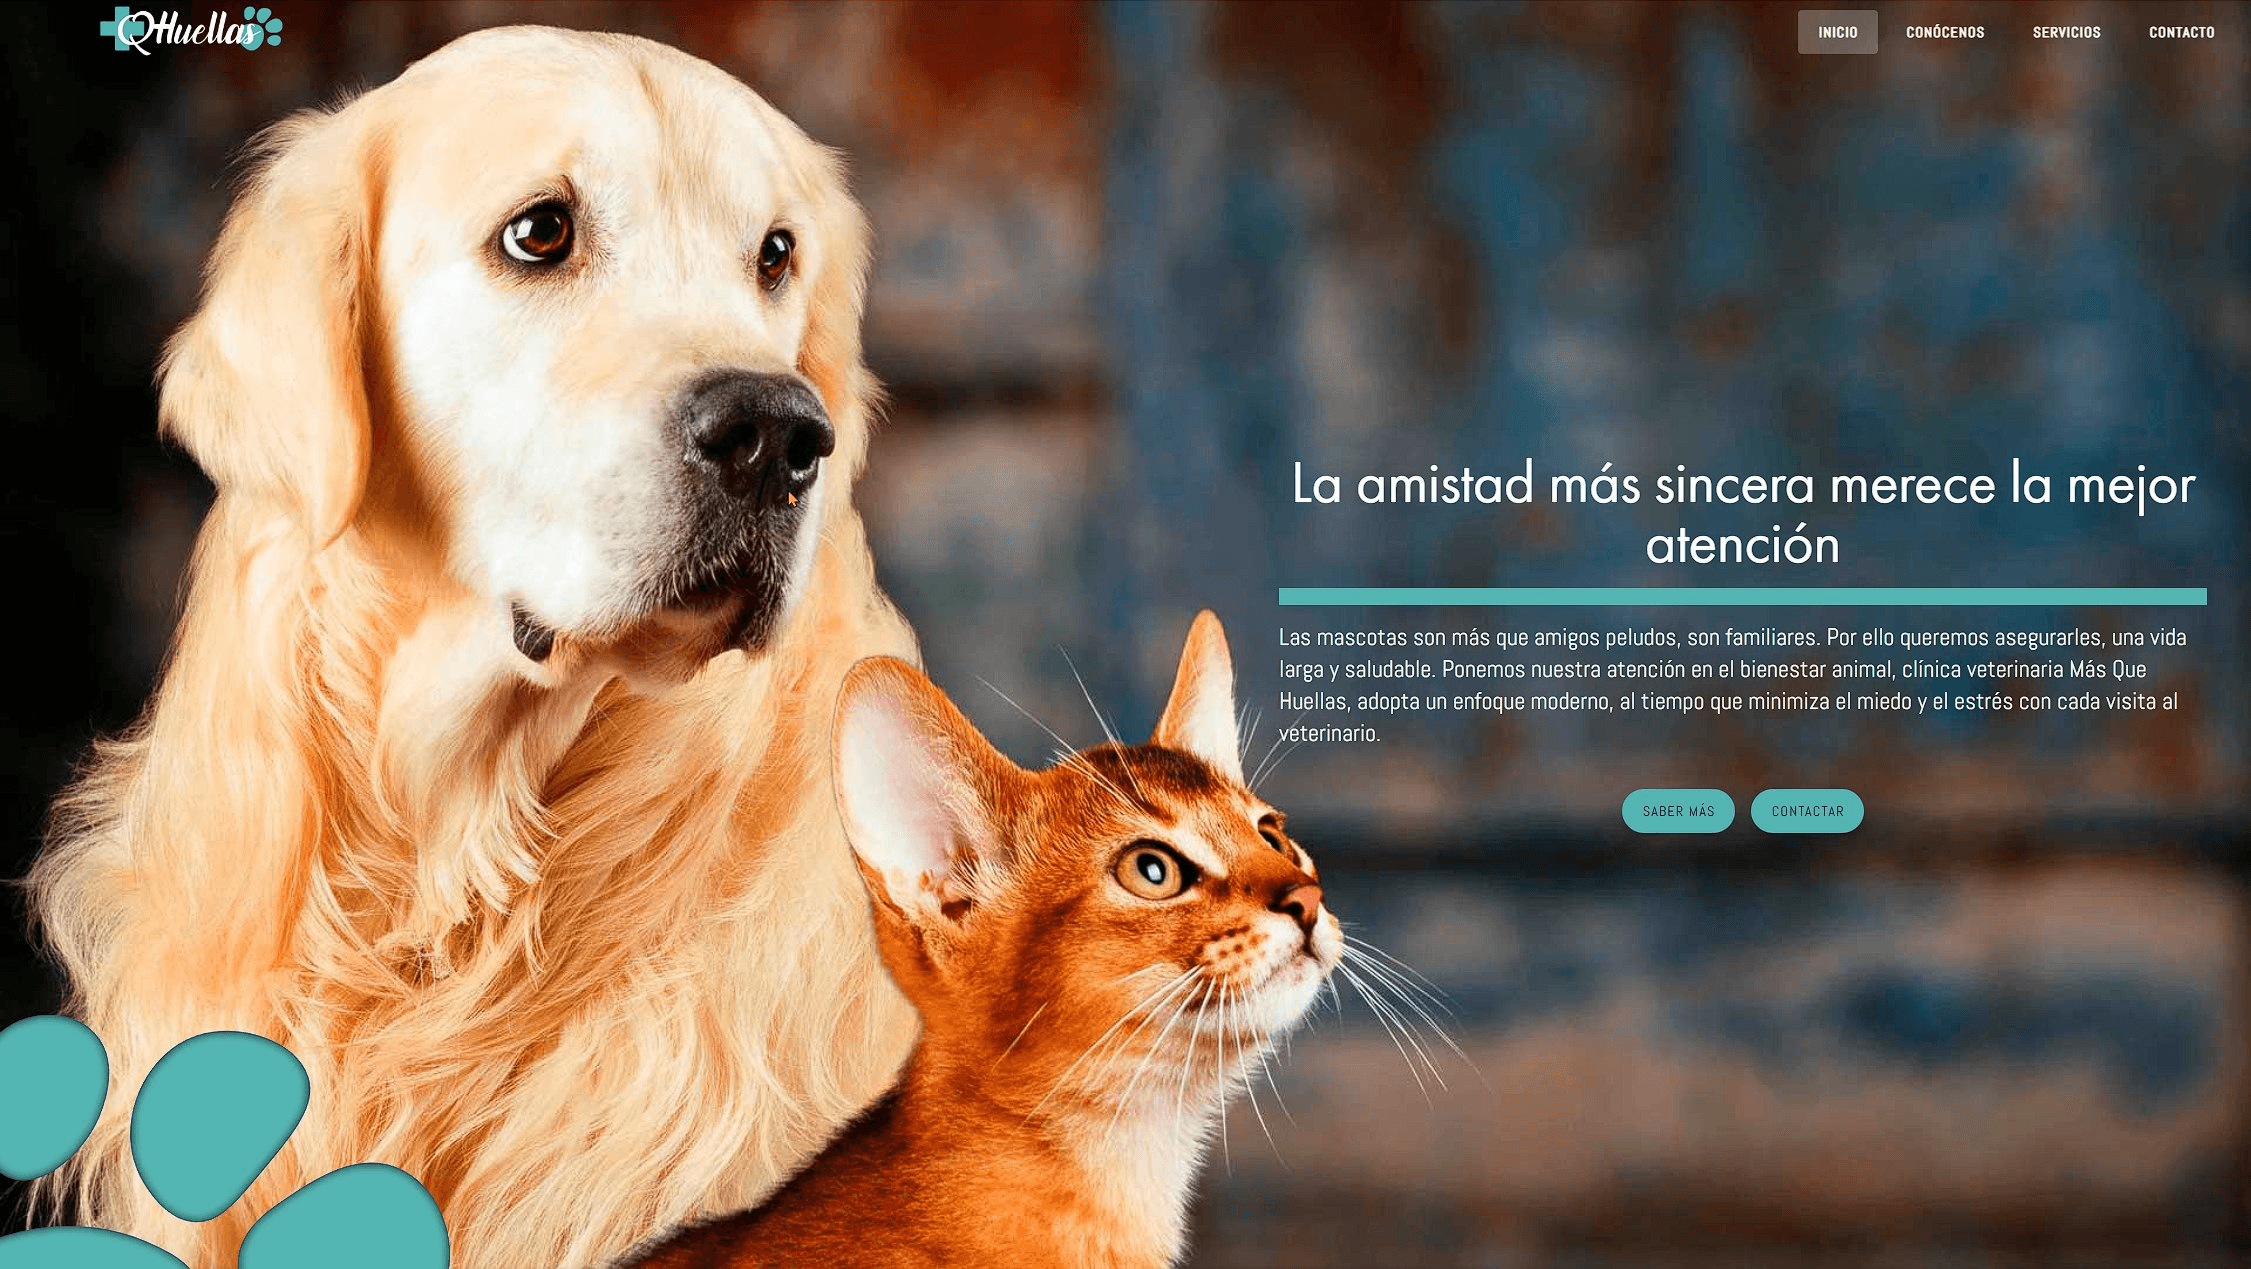 QHuellas
INICIO
CONÓCENOS
SERVICIOS
CONTACTO
La amistad más sincera merece la mejor
atención
Las mascotas son más que amigos peludos, son familiares. Por ello queremos asegurarles, una vida
larga y saludable. Ponemos nuestra atención en el bienestar animal, clínica veterinaria Más Que
Huellas, adopta un enfoque moderno, al tiempo que minimiza el miedo y el estrés con cada visita al
veterinario.
SABER MÁS
CONTACTAR